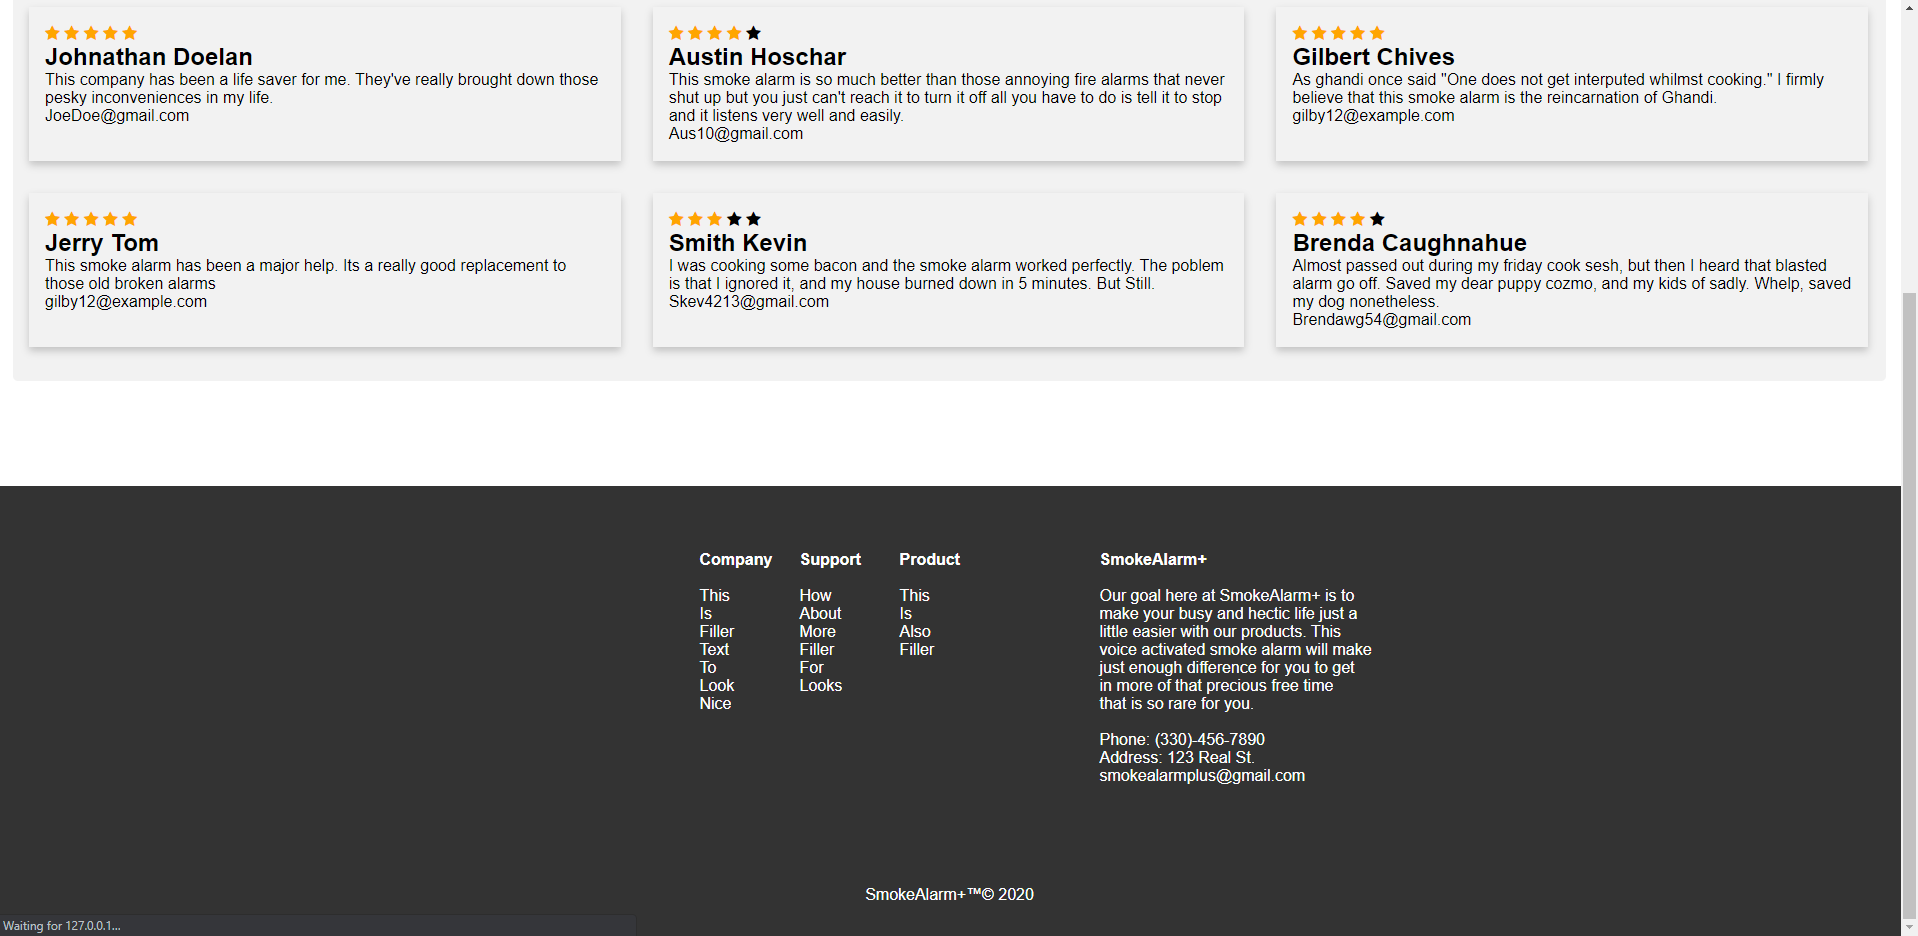 Johnathan Doelan
This company has been a life saver for me. They've really brought down those
pesky inconveniences in my life.
JoeDoe@gmail.com
Austin Hoschar
This smoke alarm is so much better than those annoying fire alarms that never
shut up but you just can't reach it to turn it off all you have to do is tell it to stop
and it listens very well and easily.
Aus10@gmail.com
Gilbert Chives
As ghandi once said "One does not get interputed whilmst cooking." I firmly
believe that this smoke alarm is the reincarnation of Ghandi.
gilby12@example.com
Jerry Tom
This smoke alarm has been a major help. Its a really good replacement to
those old broken alarms
gilby12@example.com
Smith Kevin
I was cooking some bacon and the smoke alarm worked perfectly. The poblem
is that I ignored it, and my house burned down in 5 minutes. But Still.
Skev4213@gmail.com
Brenda Caughnahue
Almost passed out during my friday cook sesh, but then I heard that blasted
alarm go off. Saved my dear puppy cozmo, and my kids of sadly. Whelp, saved
my dog nonetheless.
Brendawg54@gmail.com
Company
This
Is
Filler
Text
To
Look
Nice
Support
How
About
More
Filler
For
Looks
Product
This
Is
Also
Filler
SmokeAlarm+
Our goal here at SmokeAlarm+ is to
make your busy and hectic life just a
little easier with our products. This
voice activated smoke alarm will make
just enough difference for you to get
in more of that precious free time
that is so rare for you.
Phone: (330)-456-7890
Address: 123 Real St.
smokealarmplus@gmail.com
SmokeAlarm+™© 2020
Waiting for 127.0.0.1...